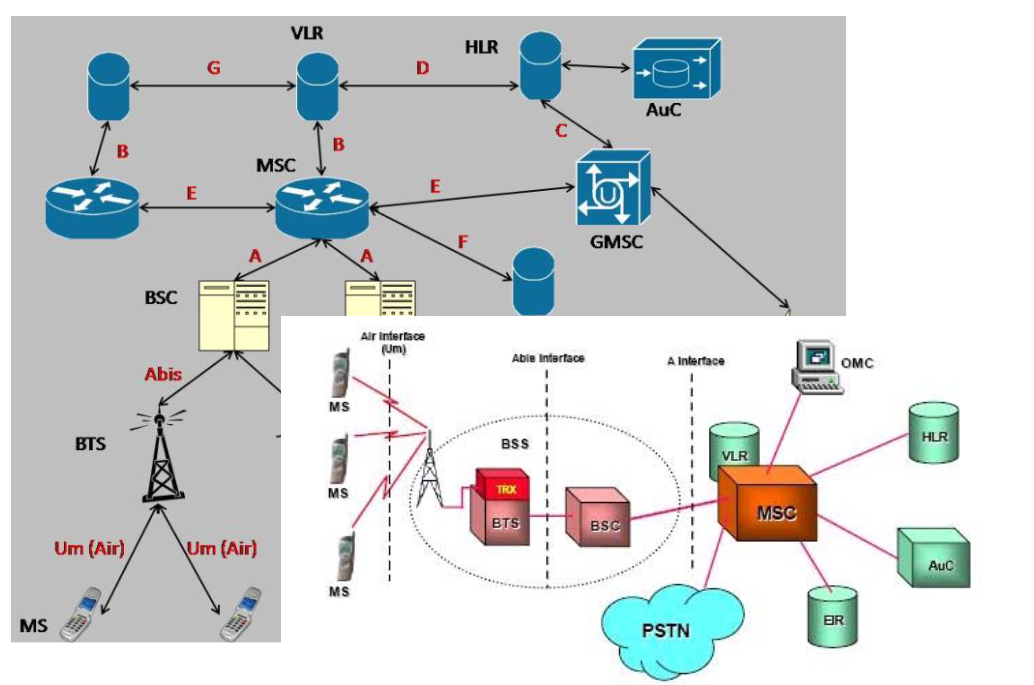 VLR
HLR
G
D
AuC
C
B
B
MSC
E
E
GMSC
F
A
A
BSC
Abis
BTS
Um (Air)
Um (Air)
MS
Air Interface
(Um)
Abis Interface
A Interface
OMC
MS
BSS
VLR
HLR
MS
TRX
BTS
BSC
MSC
AuC
MS
PSTN
EIR